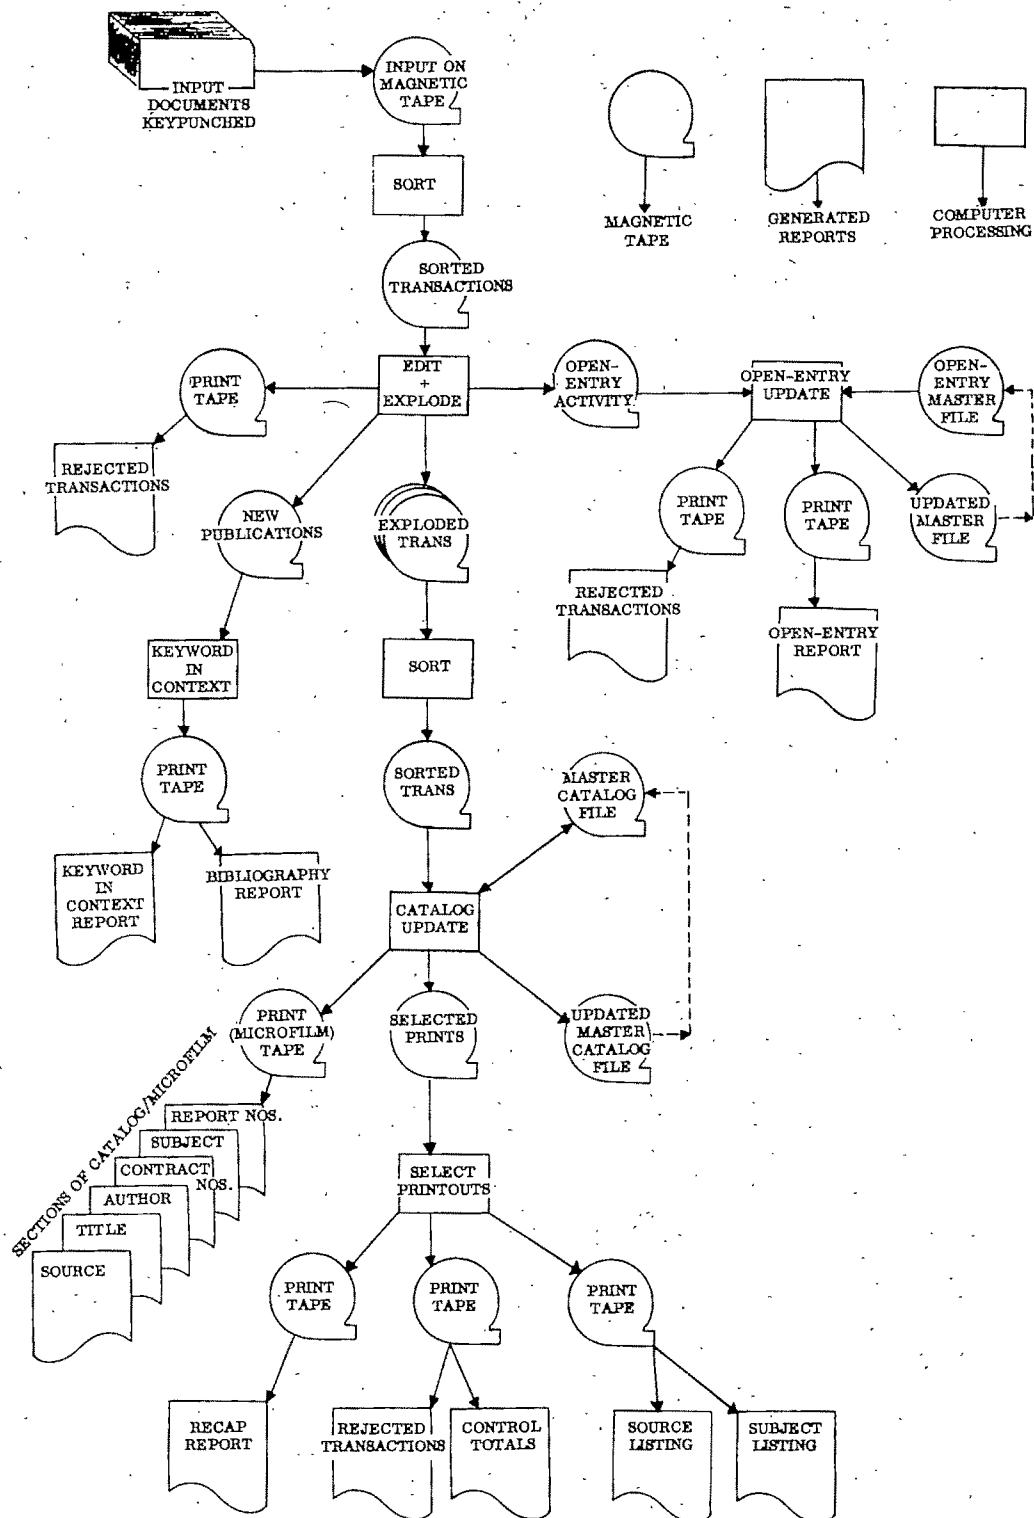 INPUT
DOCUMENTS
KEYPUNCHED
INPUT ON
MAGNETIC
TAPE
SORT
SORTED
TRANSACTIONS
MAGNETIC
TAPE
GENERATED
REPORTS
COMPUTER
PROCESSING
PRINT
TAPE
EDIT
+
EXPLODE
OPEN-
ENTRY
ACTIVITY
OPEN-ENTRY
UPDATE
OPEN-
ENTRY
MASTER
FILE
REJECTED
TRANSACTIONS
NEW
PUBLICATIONS
EXPLODED
TRANS
PRINT
TAPE
PRINT
TAPE
UPDATED
MASTER
FILE
REJECTED
TRANSACTIONS
OPEN-ENTRY
REPORT
KEYWORD
IN
CONTEXT
SORT
PRINT
TAPE
SORTED
TRANS
MASTER
CATALOG
FILE
KEYWORD
IN
CONTEXT
REPORT
BIBLIOGRAPHY
REPORT
CATALOG
UPDATE
PRINT
(MICROFILM)
TAPE
SELECTED
PRINTS
UPDATED
MASTER
CATALOG
FILE
SECTIONS OF CATALOG/MICROFILM
REPORT NOS.
SUBJECT
CONTRACT
NOS.
AUTHOR
TITLE
SOURCE
SELECT
PRINTOUTS
PRINT
TAPE
PRINT
TAPE
PRINT
TAPE
RECAP
REPORT
REJECTED
TRANSACTIONS
CONTROL
TOTALS
SOURCE
LISTING
SUBJECT
LISTING